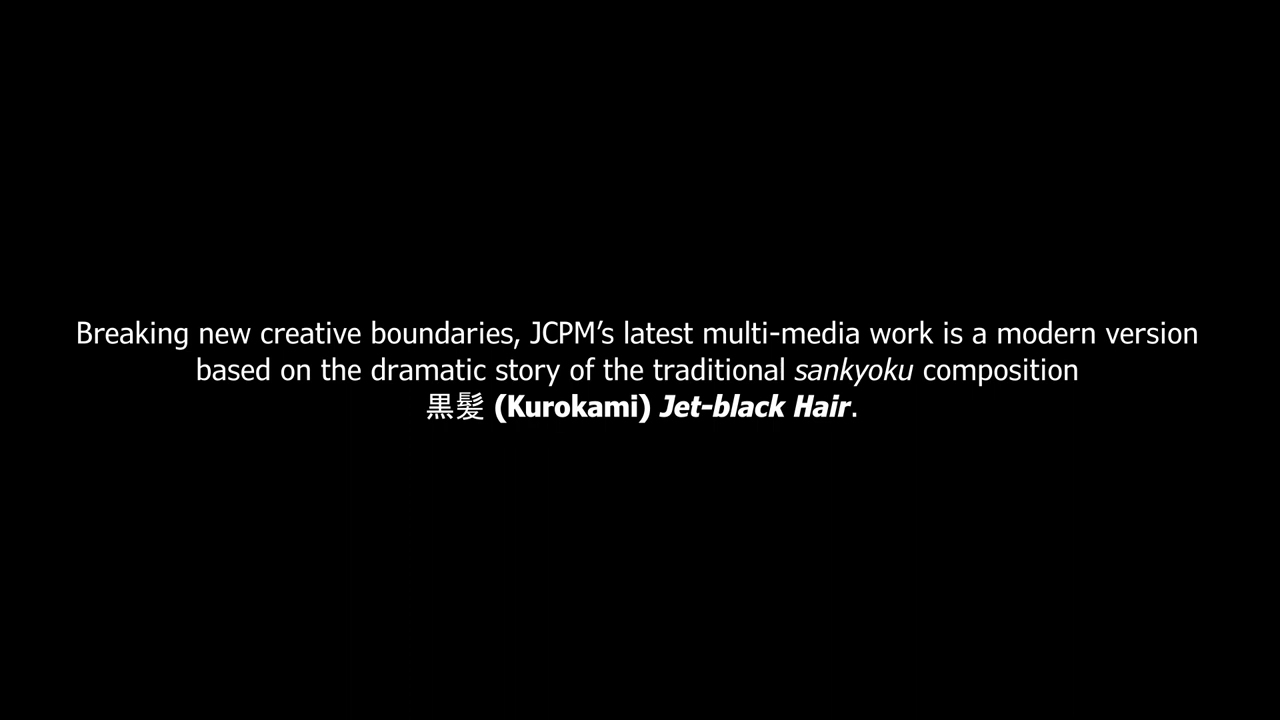 Breaking new creative boundaries, JCPM’s latest multi-media work is a modern version
based on the dramatic story of the traditional sankyoku composition
黒髪 (Kurokami) Jet-black Hair.